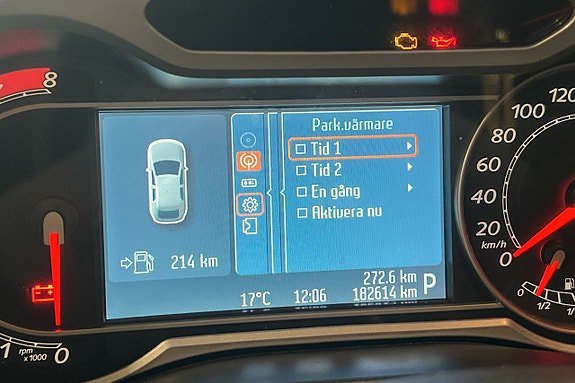 7 8
120
100
80
60
40
20
km/h
0
Park.värmare
Tid 1
Tid 2
En gång
Aktivera nu
214 km
272.6 km
17°C 12:06 182614 km P
1 rpm x1000 0
0 1/2